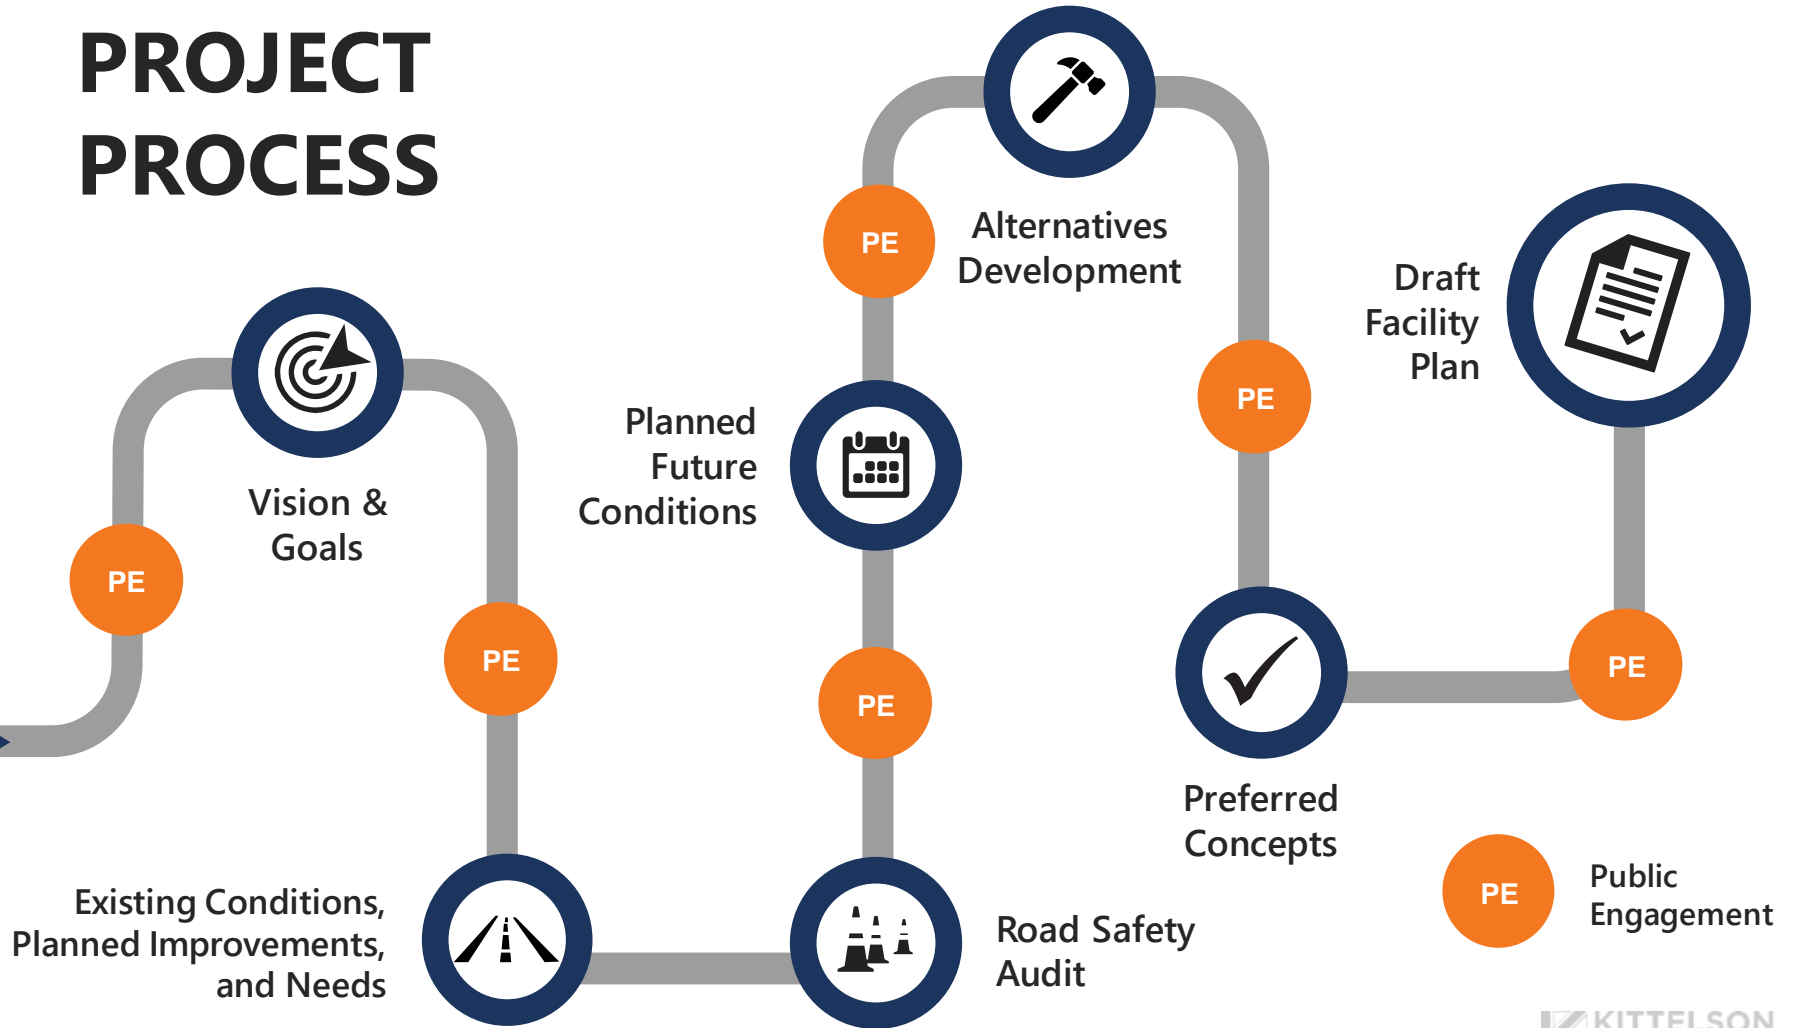 PROJECT
PROCESS
PE
Vision &
Goals
PE
Existing Conditions,
Planned Improvements,
and Needs
Road Safety
Audit
PE
Planned
Future
Conditions
PE
Alternatives
Development
PE
Preferred
Concepts
PE
Draft
Facility
Plan
PE
Public
Engagement
KITTELSON